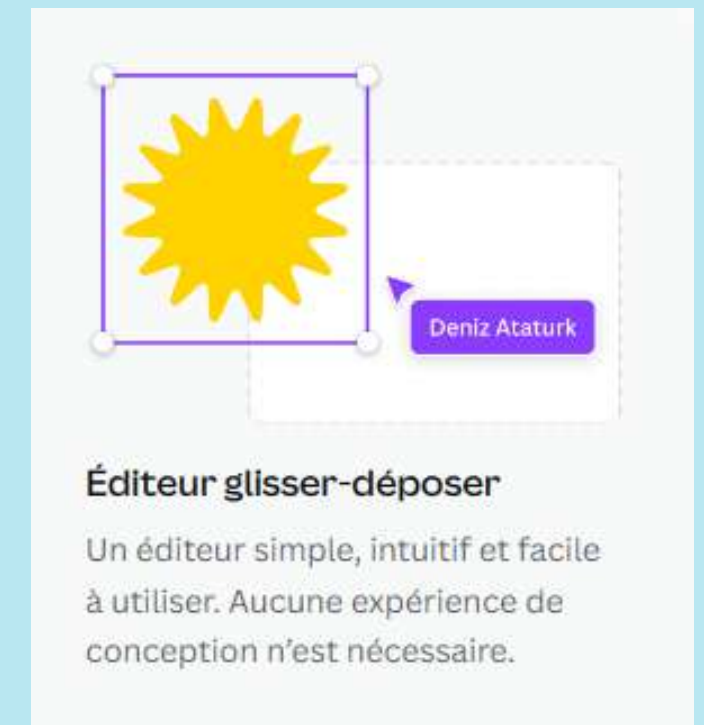 Deniz Ataturk
Éditeur glisser-déposer
Un éditeur simple, intuitif et facile
à utiliser. Aucune expérience de
conception n’est nécessaire.